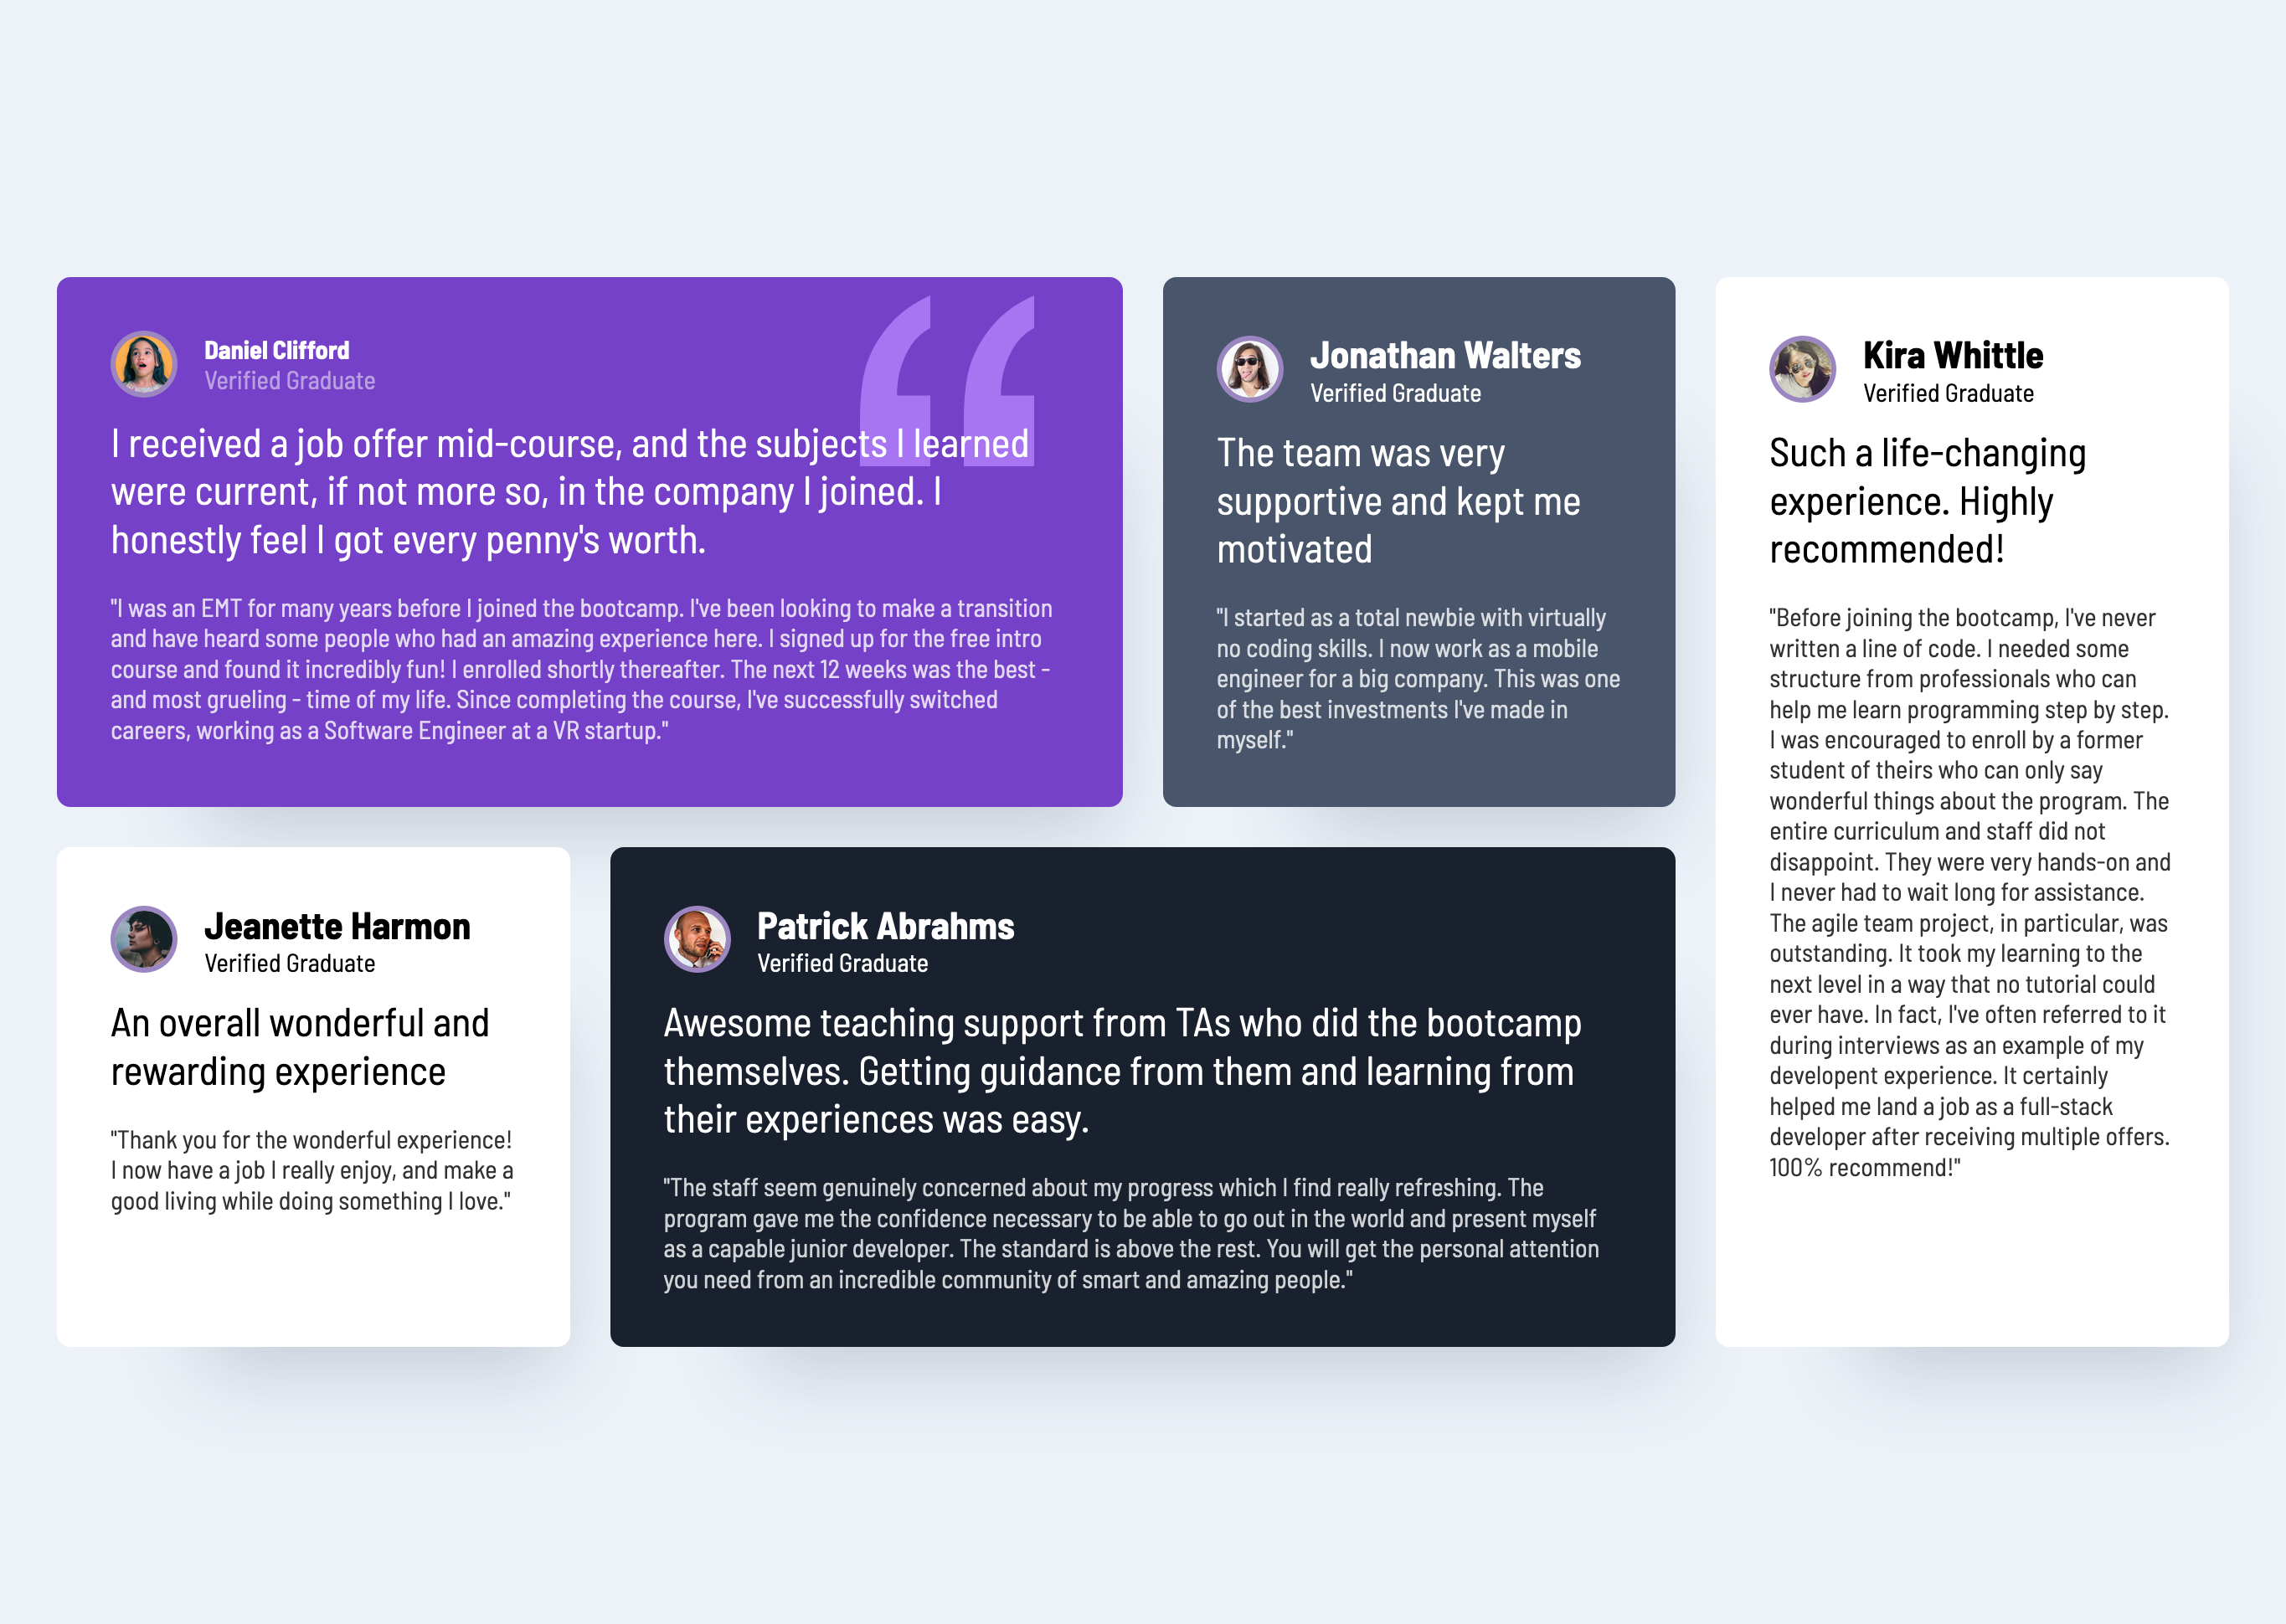 Daniel Clifford
Verified Graduate
I received a job offer mid-course, and the subjects I learned
were current, if not more so, in the company I joined. I
honestly feel I got every penny's worth.
"I was an EMT for many years before I joined the bootcamp. I've been looking to make a transition
and have heard some people who had an amazing experience here. I signed up for the free intro
course and found it incredibly fun! I enrolled shortly thereafter. The next 12 weeks was the best -
and most grueling - time of my life. Since completing the course, I've successfully switched
careers, working as a Software Engineer at a VR startup."
Jonathan Walters
Verified Graduate
The team was very
supportive and kept me
motivated
"I started as a total newbie with virtually
no coding skills. I now work as a mobile
engineer for a big company. This was one
of the best investments I've made in
myself."
Kira Whittle
Verified Graduate
Such a life-changing
experience. Highly
recommended!
"Before joining the bootcamp, I've never
written a line of code. I needed some
structure from professionals who can
help me learn programming step by step.
I was encouraged to enroll by a former
student of theirs who can only say
wonderful things about the program. The
entire curriculum and staff did not
disappoint. They were very hands-on and
I never had to wait long for assistance.
The agile team project, in particular, was
outstanding. It took my learning to the
next level in a way that no tutorial could
ever have. In fact, I've often referred to it
during interviews as an example of my
developent experience. It certainly
helped me land a job as a full-stack
developer after receiving multiple offers.
100% recommend!"
Jeanette Harmon
Verified Graduate
An overall wonderful and
rewarding experience
"Thank you for the wonderful experience!
I now have a job I really enjoy, and make a
good living while doing something I love."
Patrick Abrahms
Verified Graduate
Awesome teaching support from TAs who did the bootcamp
themselves. Getting guidance from them and learning from
their experiences was easy.
"The staff seem genuinely concerned about my progress which I find really refreshing. The
program gave me the confidence necessary to be able to go out in the world and present myself
as a capable junior developer. The standard is above the rest. You will get the personal attention
you need from an incredible community of smart and amazing people."